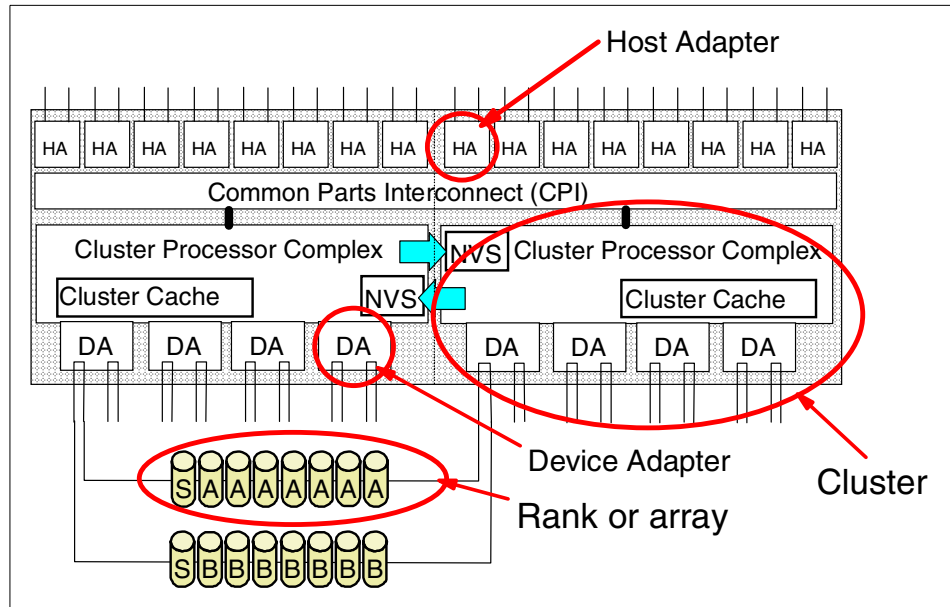 Host Adapter
HA HA HA HA HA HA HA HA HA HA HA HA HA HA HA HA
Common Parts Interconnect (CPI)
Cluster Processor Complex NVS Cluster Processor Complex
Cluster Cache NVS Cluster Cache
DA DA DA DA DA DA DA DA
Device Adapter
S A A A A A A A
Cluster
Rank or array
S B B B B B B B